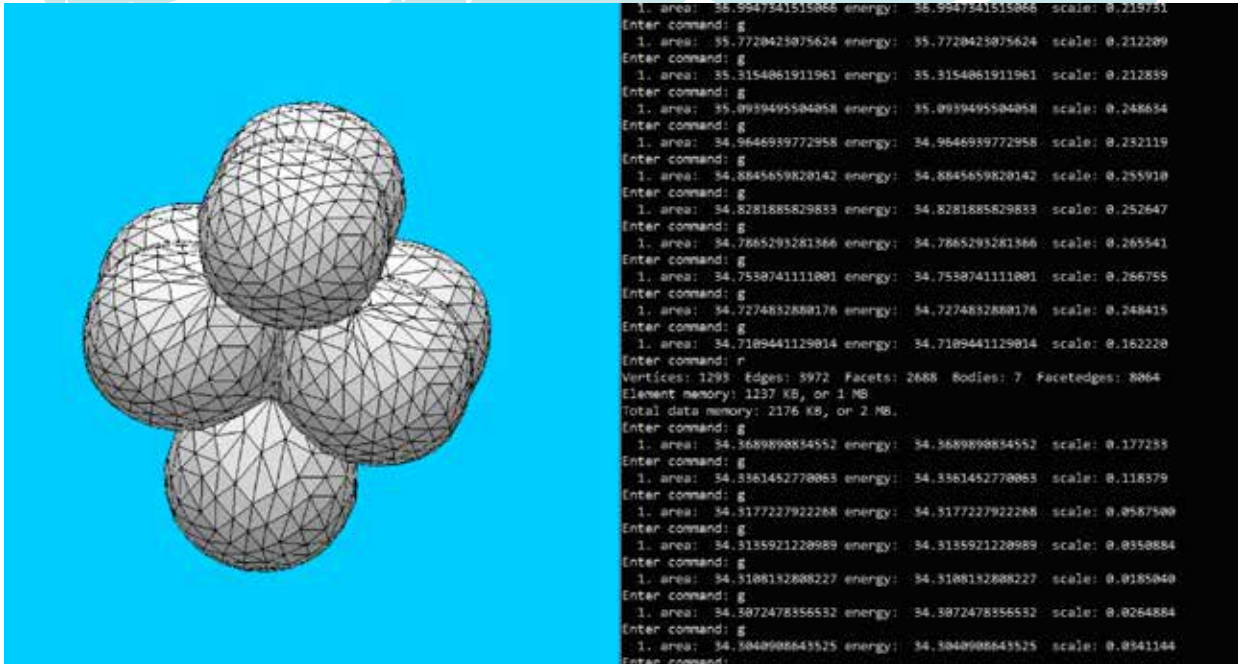 1. area: 36.9947341515066 energy: 36.9947341515066 scale: 0.219731
Enter command: g
1. area: 35.7720423075624 energy: 35.7720423075624 scale: 0.212209
Enter command: g
1. area: 35.3154061911961 energy: 35.3154061911961 scale: 0.212839
Enter command: g
1. area: 35.0939495504058 energy: 35.0939495504058 scale: 0.248634
Enter command: g
1. area: 34.9646939772958 energy: 34.9646939772958 scale: 0.232119
Enter command: g
1. area: 34.8845659820142 energy: 34.8845659820142 scale: 0.255910
Enter command: g
1. area: 34.8281885829833 energy: 34.8281885829833 scale: 0.252647
Enter command: g
1. area: 34.7865293281366 energy: 34.7865293281366 scale: 0.265541
Enter command: g
1. area: 34.7530741111001 energy: 34.7530741111001 scale: 0.266755
Enter command: g
1. area: 34.7274832880176 energy: 34.7274832880176 scale: 0.248415
Enter command: g
1. area: 34.7109441129014 energy: 34.7109441129014 scale: 0.162220
Enter command: r
Vertices: 1293 Edges: 3972 Facets: 2688 Bodies: 7 Facetedges: 8064
Element memory: 1237 KB, or 1 MB
Total data memory: 2176 KB, or 2 MB.
Enter command: g
1. area: 34.3689890834552 energy: 34.3689890834552 scale: 0.177233
Enter command: g
1. area: 34.3361452770063 energy: 34.3361452770063 scale: 0.118379
Enter command: g
1. area: 34.3177227922268 energy: 34.3177227922268 scale: 0.0587500
Enter command: g
1. area: 34.3135921220989 energy: 34.3135921220989 scale: 0.0350884
Enter command: g
1. area: 34.3108132808227 energy: 34.3108132808227 scale: 0.0185040
Enter command: g
1. area: 34.3072478356532 energy: 34.3072478356532 scale: 0.0264884
Enter command: g
1. area: 34.3040908643525 energy: 34.3040908643525 scale: 0.0341144
Enter command: